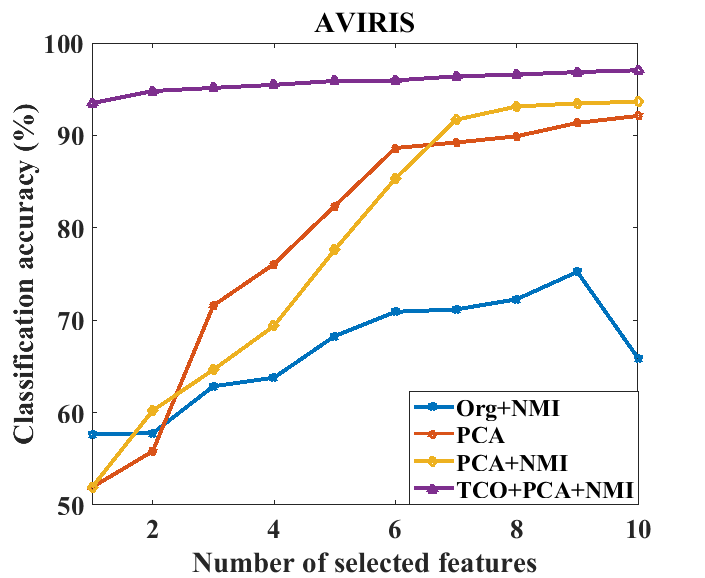 AVIRIS
Classification accuracy (%)
100
90
80
70
60
50
2
4
6
8
10
Number of selected features
Org+NMI
PCA
PCA+NMI
TCO+PCA+NMI